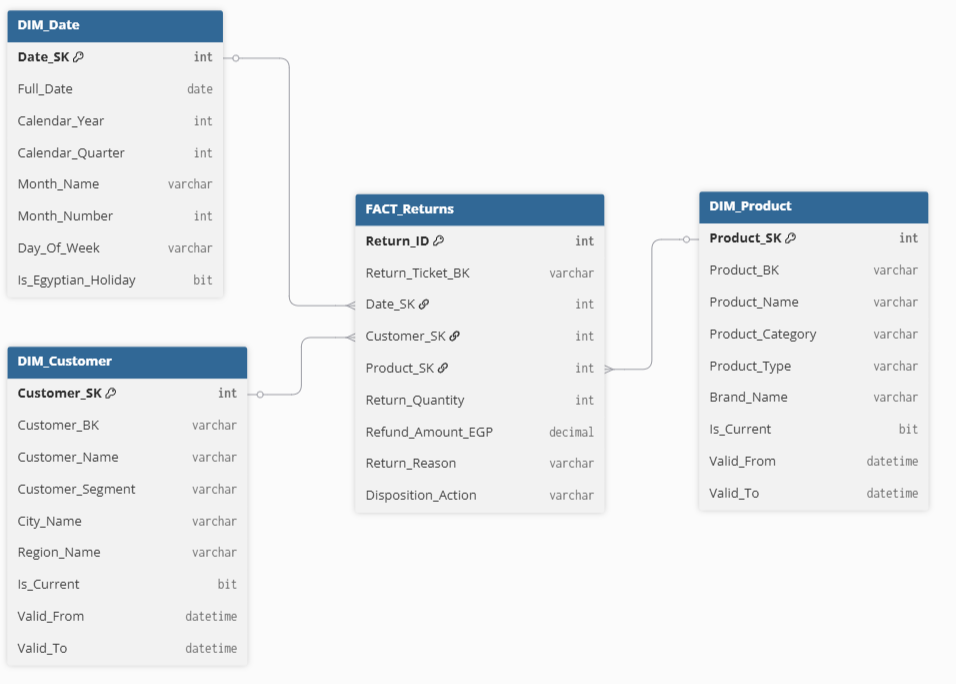 DIM_Date
Date_SK int
Full_Date date
Calendar_Year int
Calendar_Quarter int
Month_Name varchar
Month_Number int
Day_Of_Week varchar
Is_Egyptian_Holiday bit
DIM_Customer
Customer_SK int
Customer_BK varchar
Customer_Name varchar
Customer_Segment varchar
City_Name varchar
Region_Name varchar
Is_Current bit
Valid_From datetime
Valid_To datetime
FACT_Returns
Return_ID int
Return_Ticket_BK varchar
Date_SK int
Customer_SK int
Product_SK int
Return_Quantity int
Refund_Amount_EGP decimal
Return_Reason varchar
Disposition_Action varchar
DIM_Product
Product_SK int
Product_BK varchar
Product_Name varchar
Product_Category varchar
Product_Type varchar
Brand_Name varchar
Is_Current bit
Valid_From datetime
Valid_To datetime